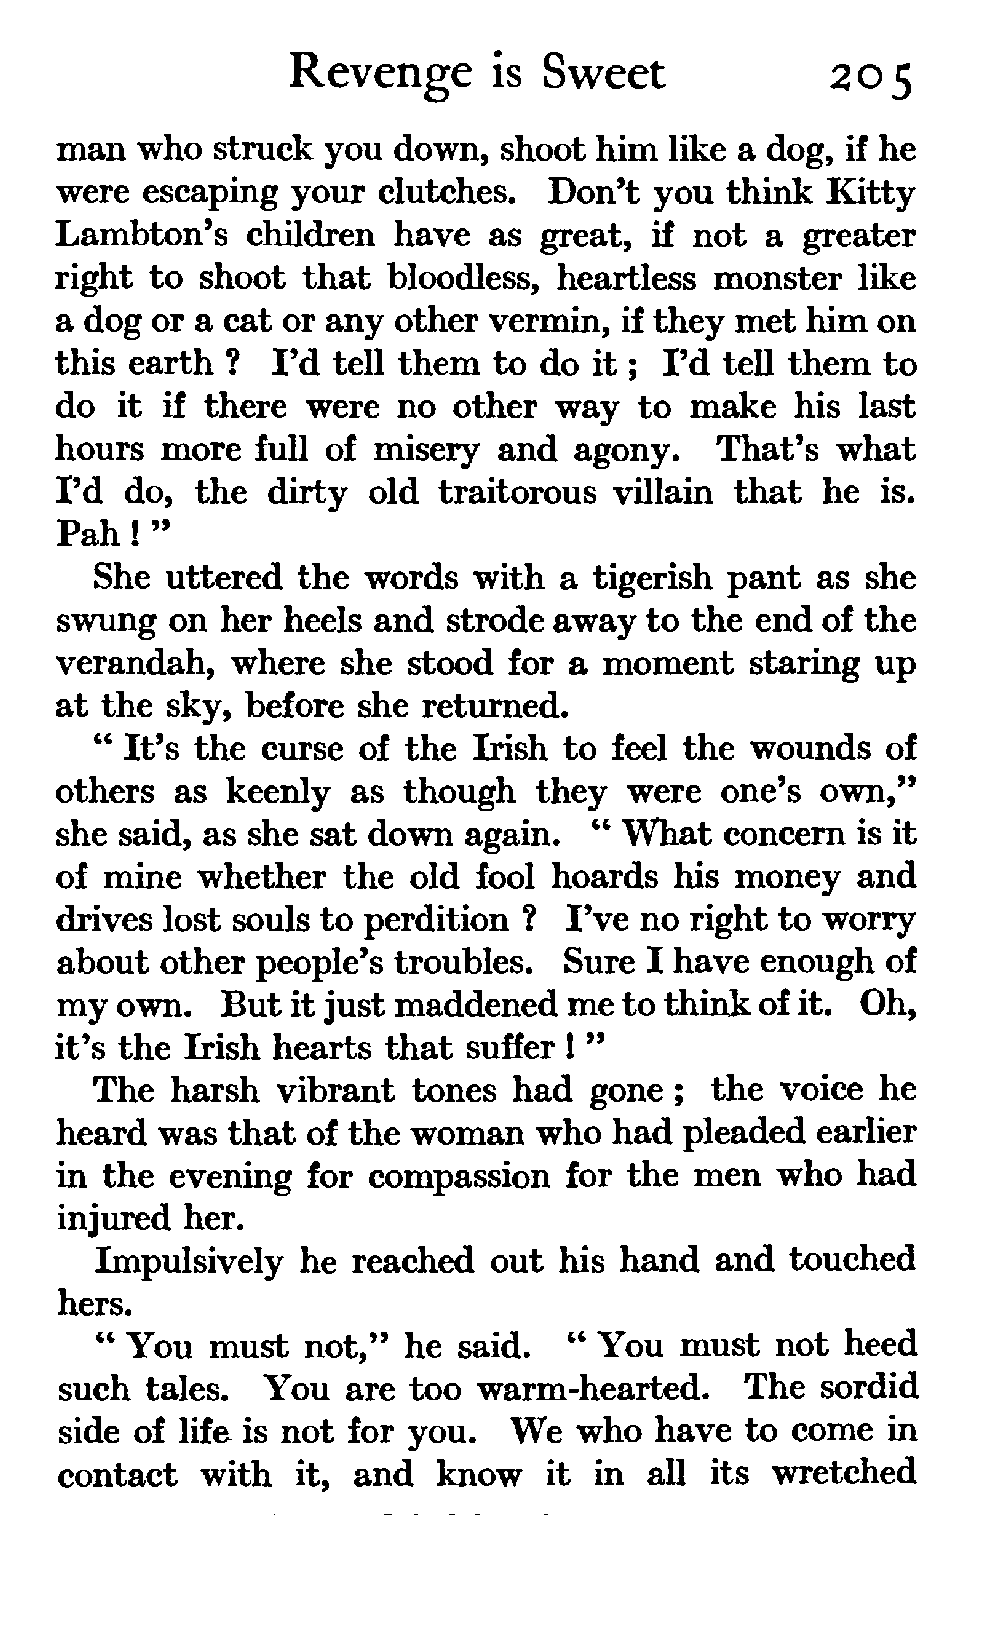 Revenge is Sweet 205
man who struck you down, shoot him like a dog, if he
were escaping your clutches. Don't you think Kitty
Lambton's children have as great, if not a greater
right to shoot that bloodless, heartless monster like
a dog or a cat or any other vermin, if they met him on
this earth ? I'd tell them to do it ; I'd tell them to
do it if there were no other way to make his last
hours more full of misery and agony. That's what
I'd do, the dirty old traitorous villain that he is.
Pah ! "
She uttered the words with a tigerish pant as she
swung on her heels and strode away to the end of the
verandah, where she stood for a moment staring up
at the sky, before she returned.
" It's the curse of the Irish to feel the wounds of
others as keenly as though they were one's own,"
she said, as she sat down again. " What concern is it
of mine whether the old fool hoards his money and
drives lost souls to perdition ? I've no right to worry
about other people's troubles. Sure I have enough of
my own. But it just maddened me to think of it. Oh,
it's the Irish hearts that suffer ! "
The harsh vibrant tones had gone ; the voice he
heard was that of the woman who had pleaded earlier
in the evening for compassion for the men who had
injured her.
Impulsively he reached out his hand and touched
hers.
" You must not," he said. " You must not heed
such tales. You are too warm-hearted. The sordid
side of life is not for you. We who have to come in
contact with it, and know it in all its wretched